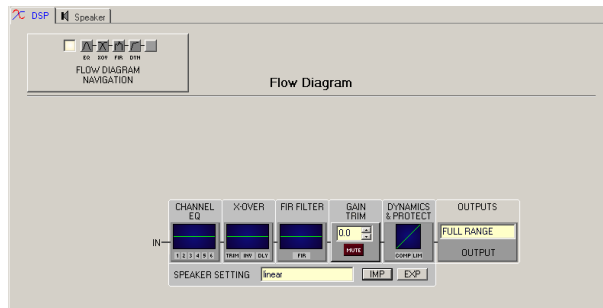 DSP Speaker
EQ XOV FIR DYN
FLOW DIAGRAM
NAVIGATION
Flow Diagram
CHANNEL EQ X-OVER FIR FILTER GAIN TRIM DYNAMICS & PROTECT OUTPUTS
IN
0.0
FULL RANGE
MUTE
OUTPUT
1 2 3 4 5 6 TRIM INV DLY FIR COMP LIM
SPEAKER SETTING linear IMP EXP